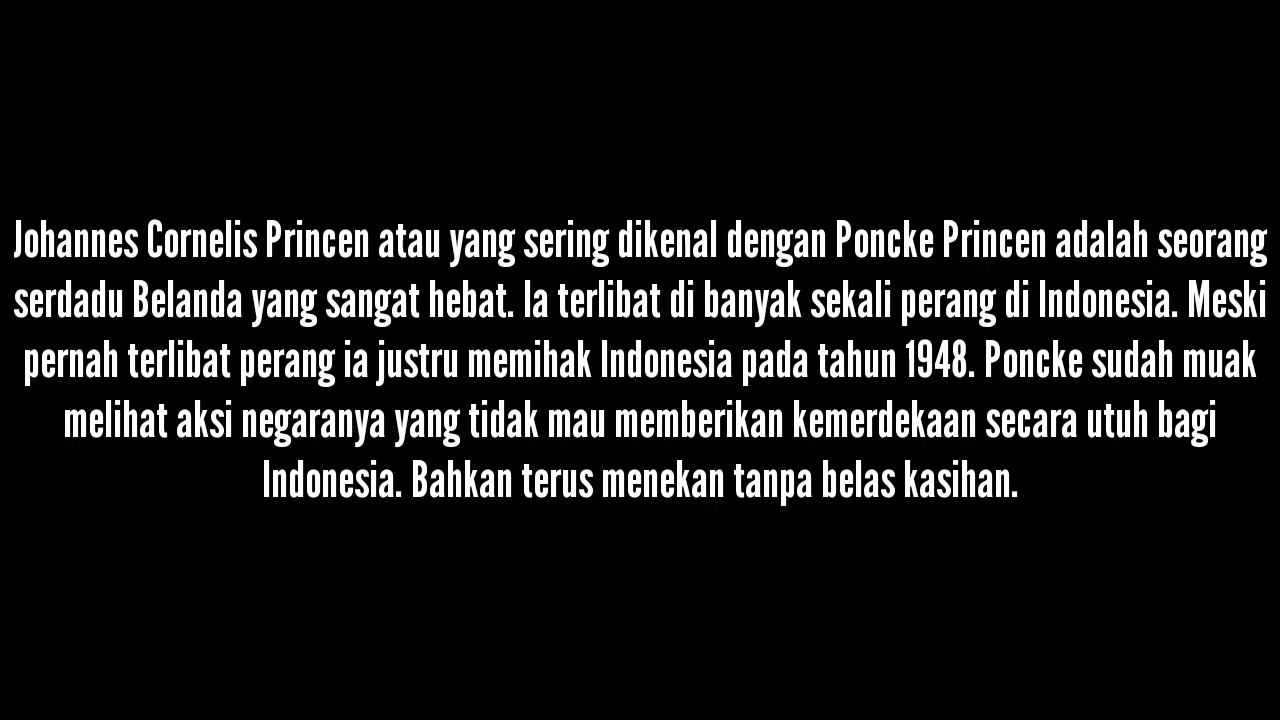 Johannes Cornelis Princen atau yang sering dikenal dengan Poncke Princen adalah seorang
serdadu Belanda yang sangat hebat. Ia terlibat di banyak sekali perang di Indonesia. Meski
pernah terlibat perang ia justru memihak Indonesia pada tahun 1948. Poncke sudah muak
melihat aksi negaranya yang tidak mau memberikan kemerdekaan secara utuh bagi
Indonesia. Bahkan terus menekan tanpa belas kasihan.